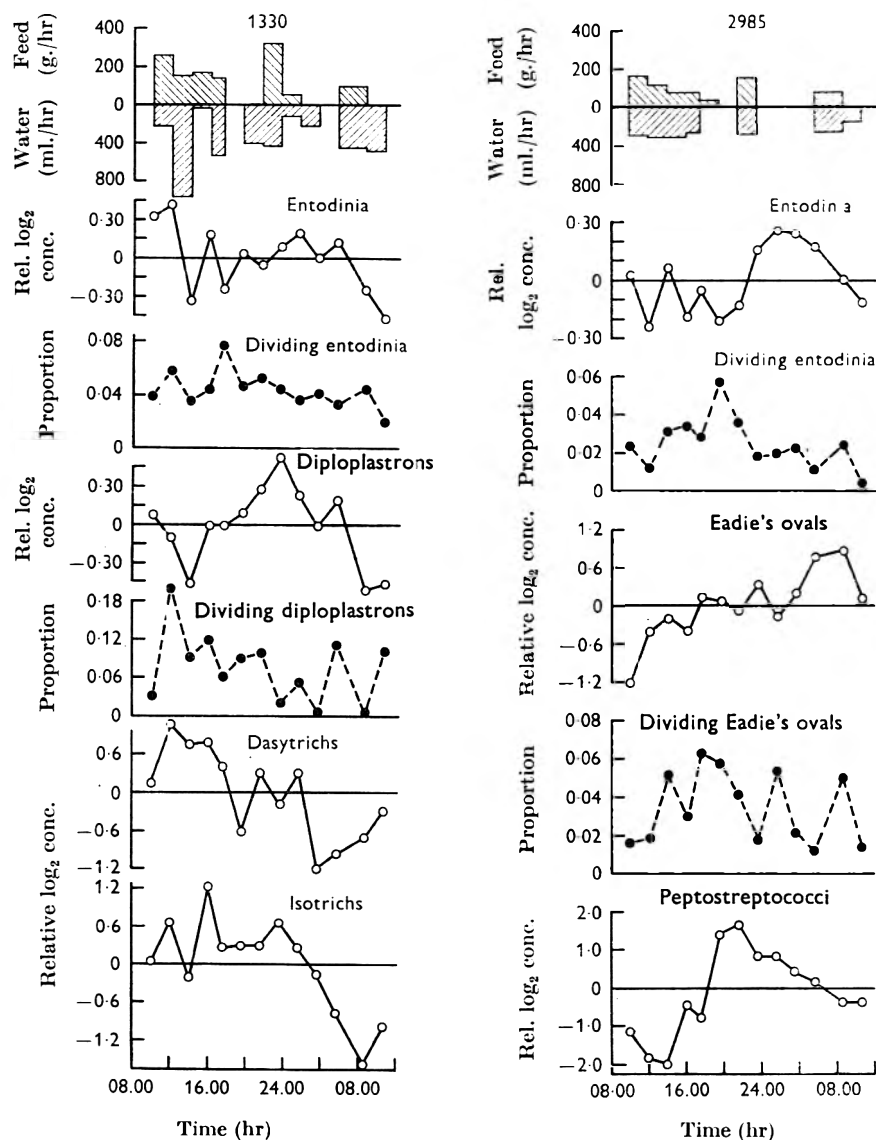 1330
Feed
(g./hr)
400
200
0
Water
(ml./hr)
400
800
Entodinia
Rel. log₂
conc.
0·30
0
−0·30
Dividing entodinia
Proportion
0·08
0·04
0
Diploplastrons
Rel. log₂
conc.
0·30
0
−0·30
Dividing diploplastrons
Proportion
0·18
0·12
0·06
0
Dasytrichs
Relative log₂ conc.
0·6
0
−0·6
−1·2
Isotrichs
1·2
0·6
0
−0·6
−1·2
08.00 16.00 24.00 08.00
Time (hr)
2985
Feed
(g./hr)
400
200
0
Water
(ml./hr)
400
800
Entodin a
Rel.
log₂ conc.
0·30
0
−0·30
Dividing entodinia
Proportion
0·06
0·04
0·02
0
Eadie's ovals
Relative log₂ conc.
1·2
0·6
0
−0·6
−1·2
Dividing Eadie's ovals
Proportion
0·08
0·06
0·04
0·02
0
Peptostreptococci
Rel. log₂ conc.
2·0
1·0
0
−1·0
−2·0
08·00 16.00 24.00 08.00
Time (hr)